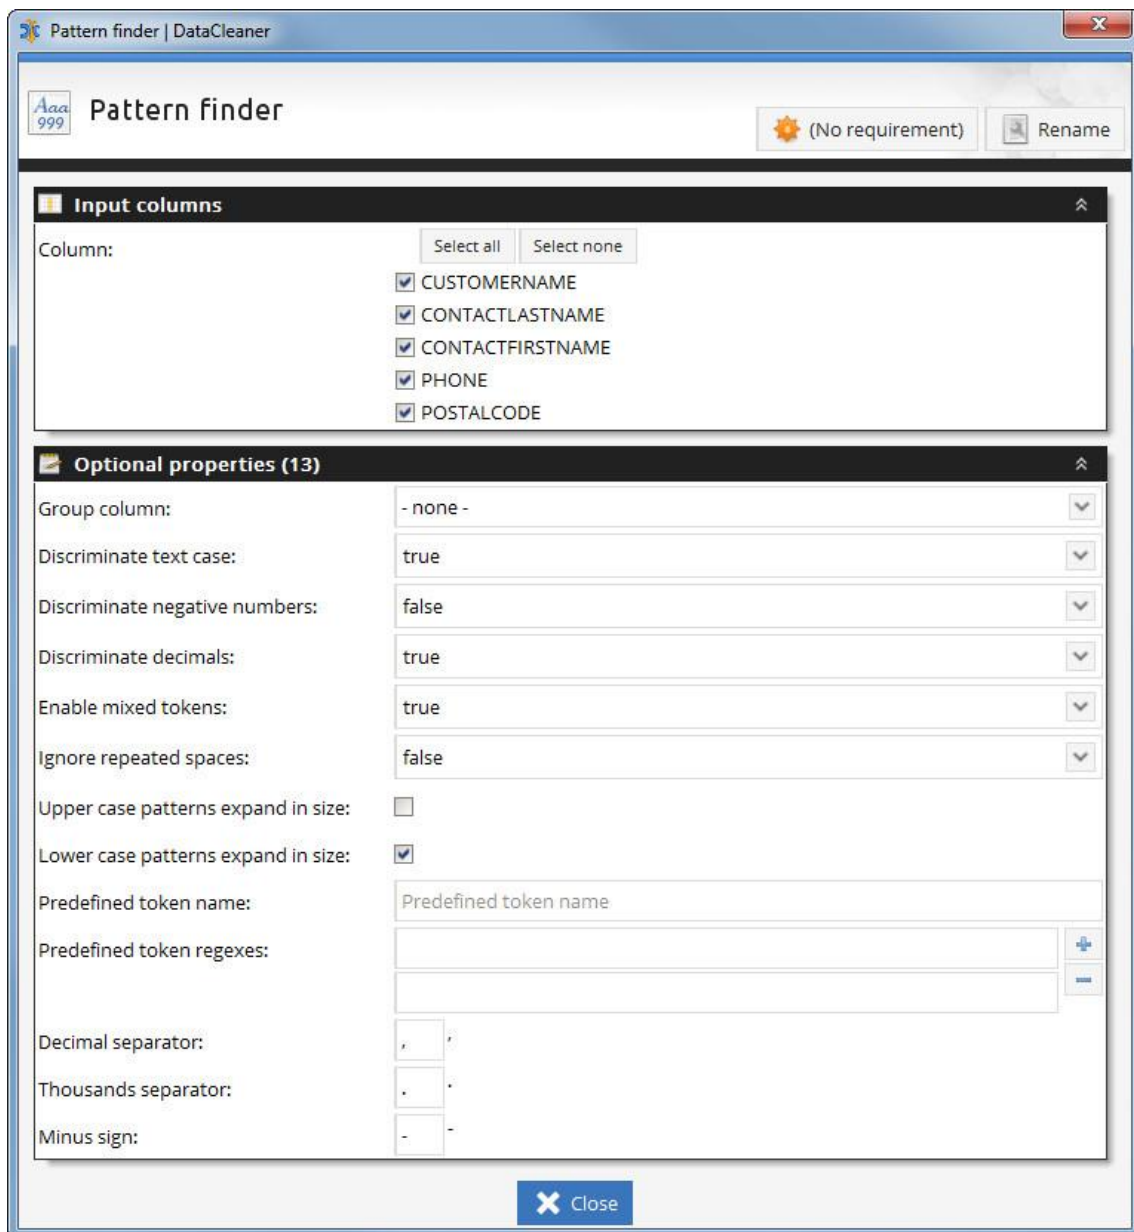 Pattern finder | DataCleaner
Aaa
999
Pattern finder
(No requirement)
Rename
Input columns
Column:
Select all
Select none
CUSTOMERNAME
CONTACTLASTNAME
CONTACTFIRSTNAME
PHONE
POSTALCODE
Optional properties (13)
Group column:
- none -
Discriminate text case:
true
Discriminate negative numbers:
false
Discriminate decimals:
true
Enable mixed tokens:
true
Ignore repeated spaces:
false
Upper case patterns expand in size:
Lower case patterns expand in size:
Predefined token name:
Predefined token name
Predefined token regexes:
Decimal separator:
, ,
Thousands separator:
. .
Minus sign:
- -
Close